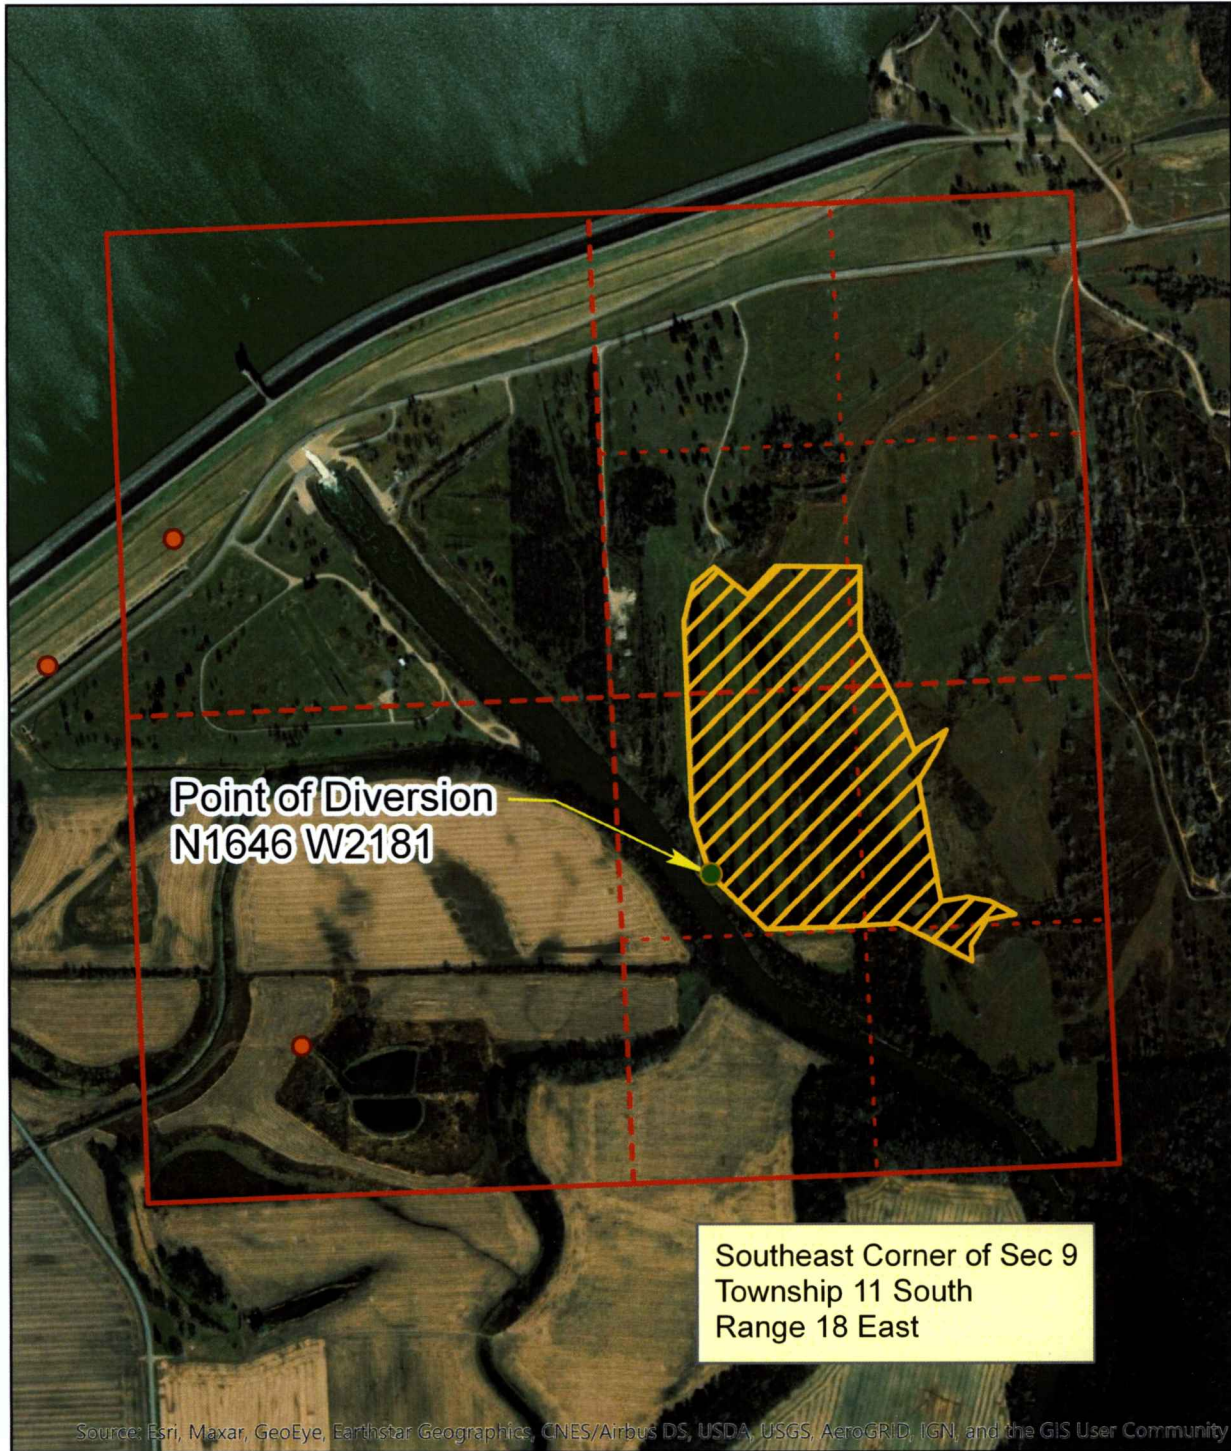 Point of Diversion
N1646 W2181
Southeast Corner of Sec 9
Township 11 South
Range 18 East
Source: Esri, Maxar, GeoEye, Earthstar Geographics, CNES/Airbus DS, USDA, USGS, AeroGRID, IGN, and the GIS User Community